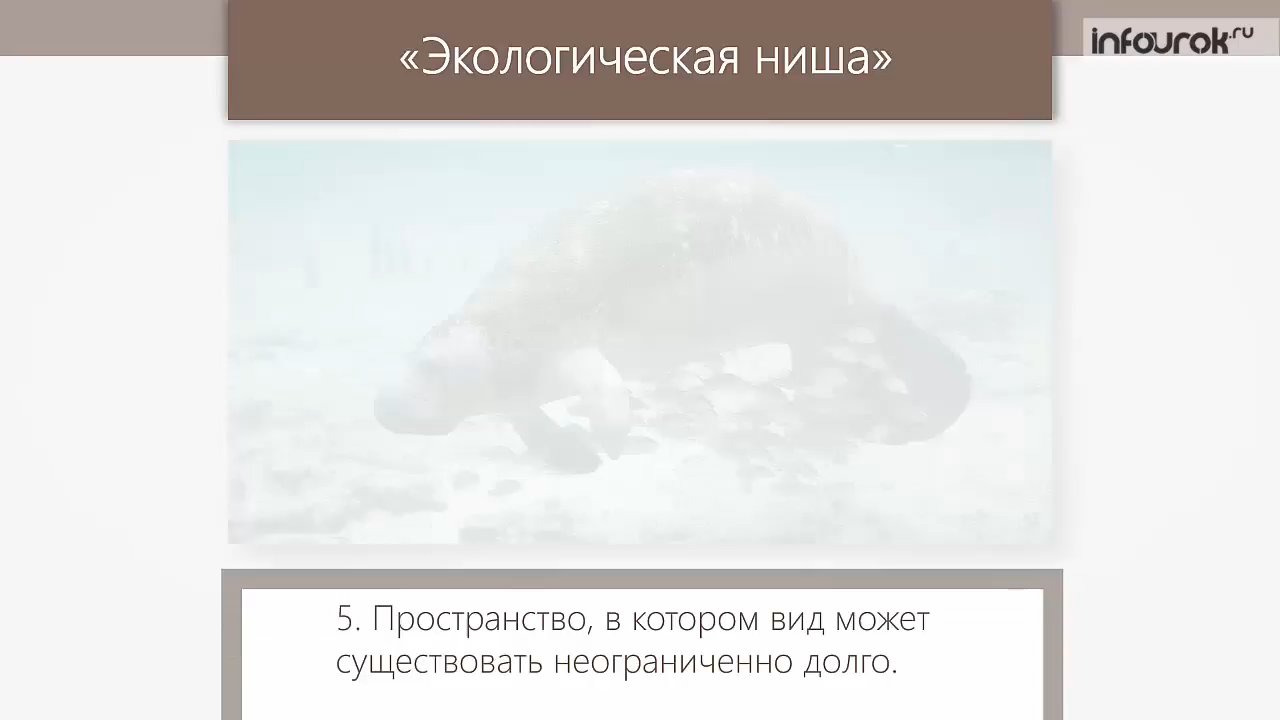 «Экологическая ниша»
infourok.ru
5. Пространство, в котором вид может
существовать неограниченно долго.